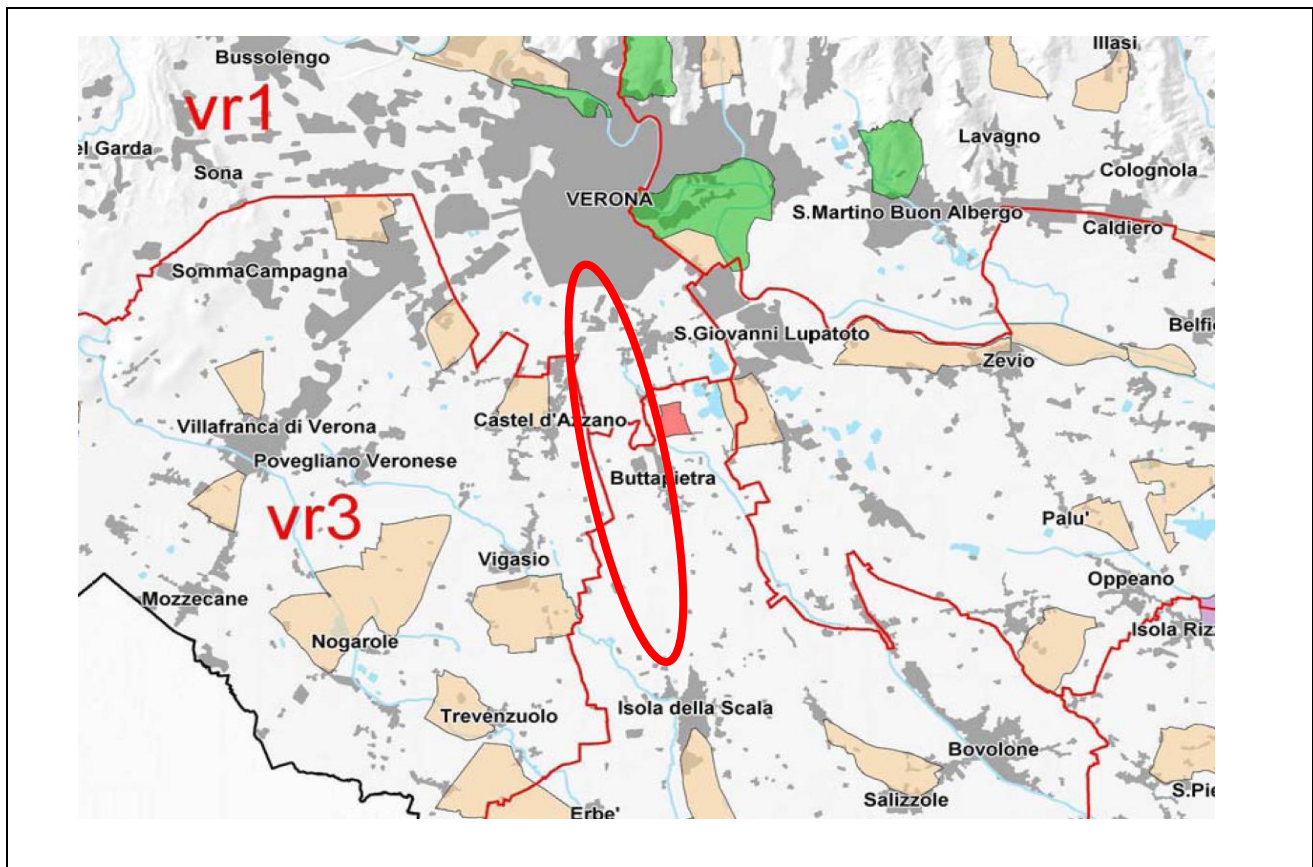 Illasi
Bussolengo
vr1
Lavagno
el Garda
Sona
Colognola
VERONA
S.Martino Buon Albergo
Caldiero
SommaCampagna
Belfi
S.Giovanni Lupatoto
Zevio
Castel d'Azzano
Villafranca di Verona
Povegliano Veronese
Buttapietra
vr3
Palu'
Vigasio
Oppeano
Mozzecane
Isola Riz
Nogarole
Isola della Scala
Trevenzuolo
Bovolone
S.Pie
Salizzole
Erbe'